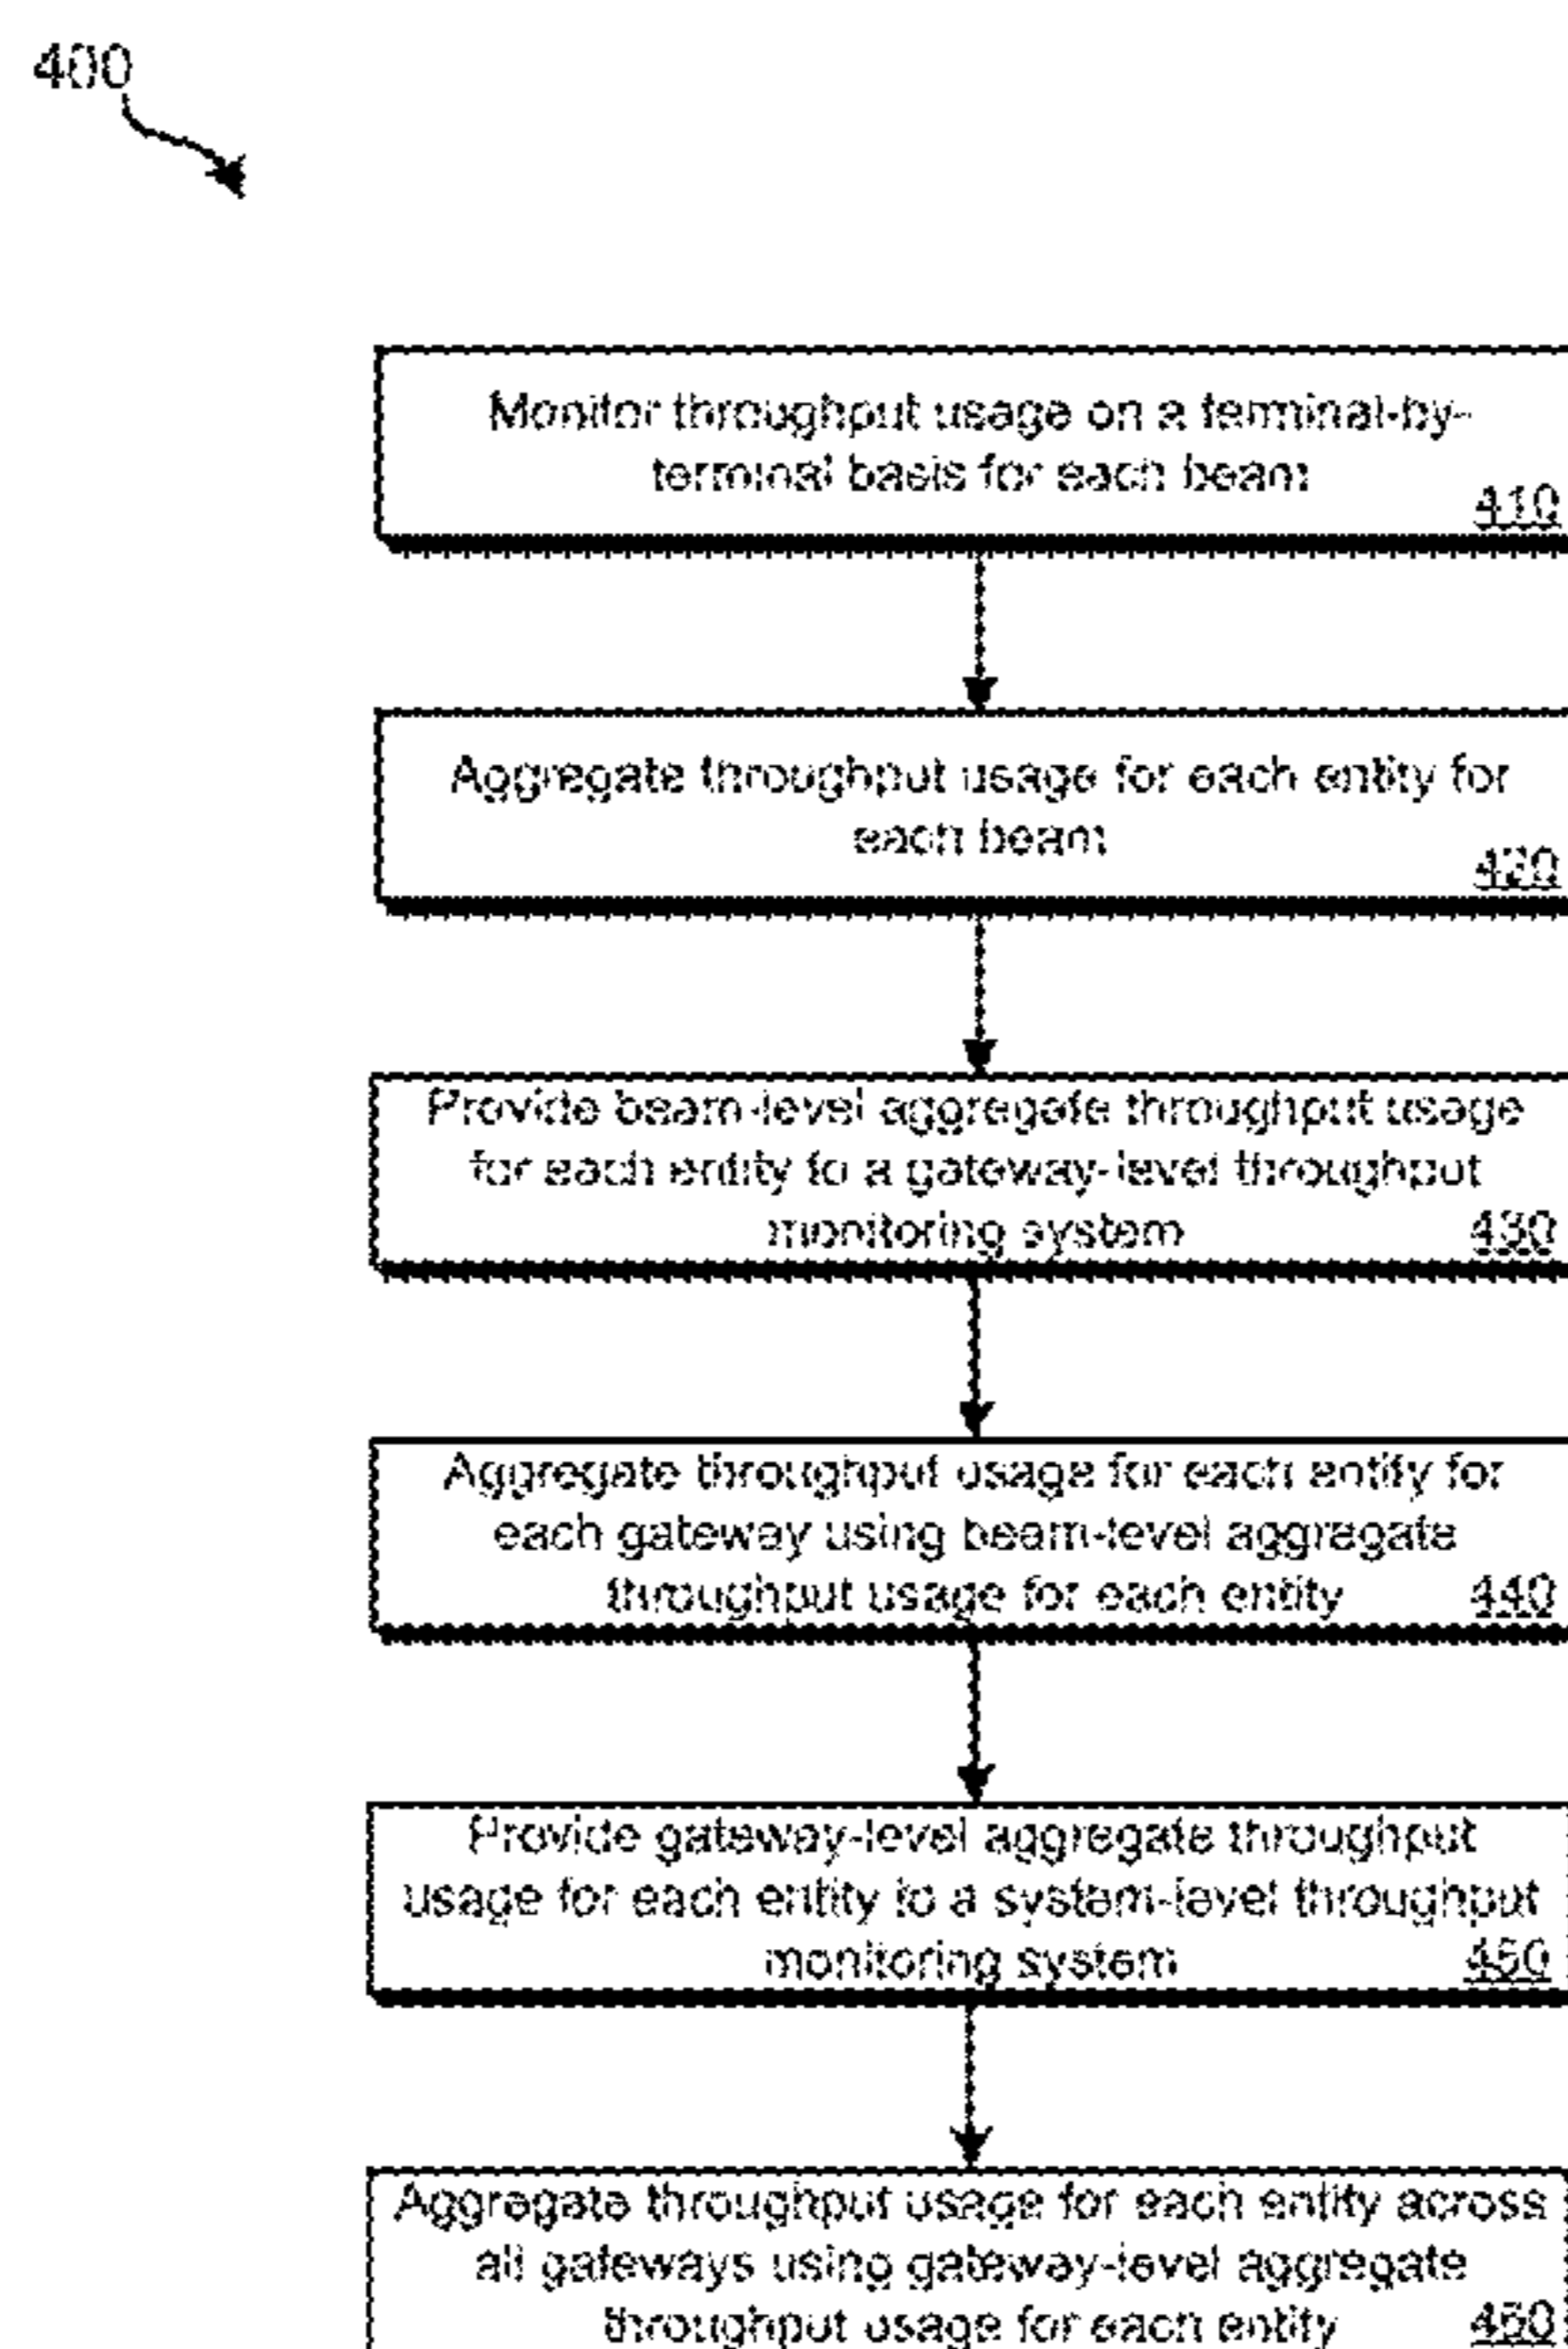 400
Monitor throughput usage on a terminal-by-
terminal basis for each beam
410
Aggregate throughput usage for each entity for
each beam
420
Provide beam-level aggregate throughput usage
for each entity to a gateway-level throughput
monitoring system 430
Aggregate throughput usage for each entity for
each gateway using beam-level aggregate
throughput usage for each entity 440
Provide gateway-level aggregate throughput
usage for each entity to a system-level throughput
monitoring system 450
Aggregate throughput usage for each entity across
all gateways using gateway-level aggregate
throughput usage for each entity 460